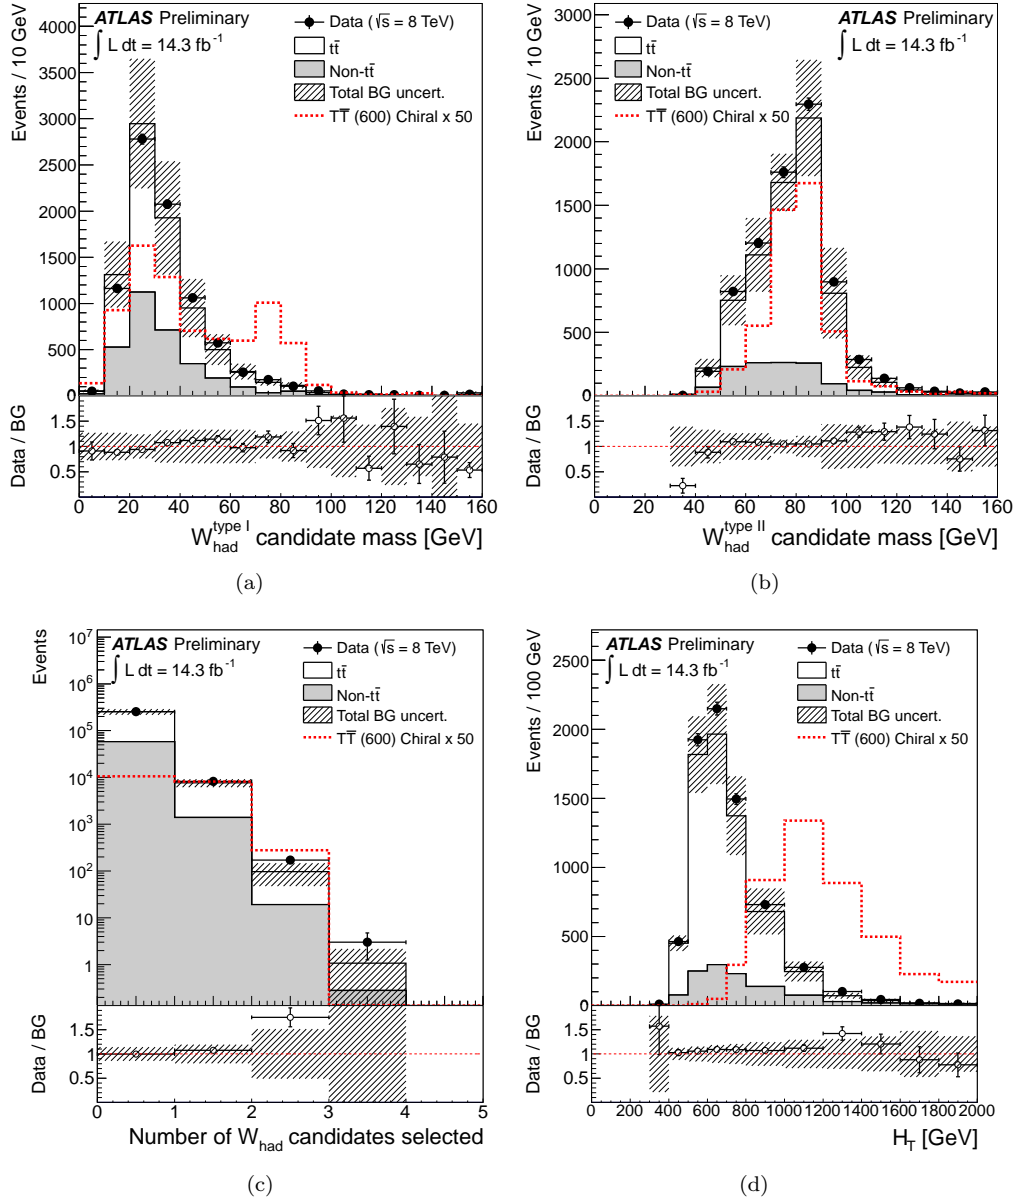 ATLAS Preliminary
∫ L dt = 14.3 fb⁻¹
Data (√s = 8 TeV)
tt̄
Non-tt̄
Total BG uncert.
TT̄ (600) Chiral x 50
Events / 10 GeV
4000
3500
3000
2500
2000
1500
1000
500
0
Data / BG
1.5
1
0.5
0 20 40 60 80 100 120 140 160
W_had^type I candidate mass [GeV]
(a)
ATLAS Preliminary
∫ L dt = 14.3 fb⁻¹
Data (√s = 8 TeV)
tt̄
Non-tt̄
Total BG uncert.
TT̄ (600) Chiral x 50
Events / 10 GeV
3000
2500
2000
1500
1000
500
0
Data / BG
1.5
1
0.5
0 20 40 60 80 100 120 140 160
W_had^type II candidate mass [GeV]
(b)
ATLAS Preliminary
∫ L dt = 14.3 fb⁻¹
Data (√s = 8 TeV)
tt̄
Non-tt̄
Total BG uncert.
TT̄ (600) Chiral x 50
Events
10⁷
10⁶
10⁵
10⁴
10³
10²
10
1
Data / BG
1.5
1
0.5
0 1 2 3 4 5
Number of W_had candidates selected
(c)
ATLAS Preliminary
∫ L dt = 14.3 fb⁻¹
Data (√s = 8 TeV)
tt̄
Non-tt̄
Total BG uncert.
TT̄ (600) Chiral x 50
Events / 100 GeV
2500
2000
1500
1000
500
0
Data / BG
1.5
1
0.5
0 200 400 600 800 1000 1200 1400 1600 1800 2000
H_T [GeV]
(d)